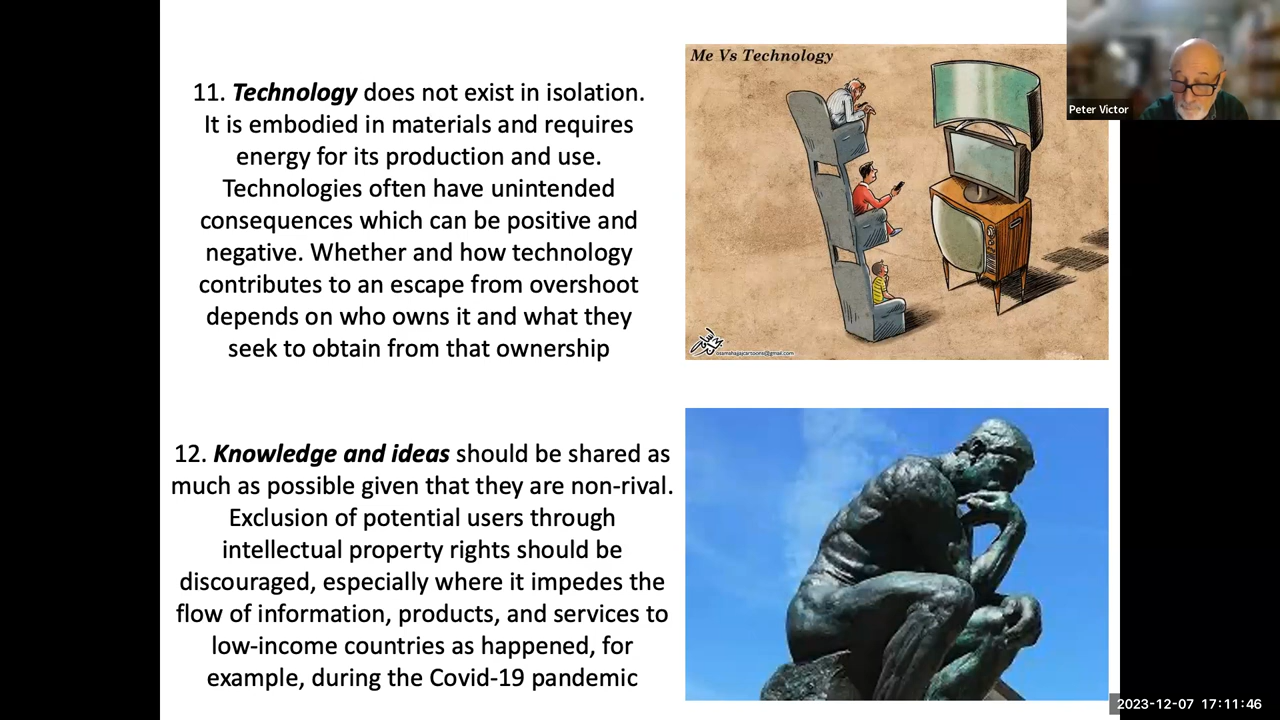 11. Technology does not exist in isolation.
It is embodied in materials and requires
energy for its production and use.
Technologies often have unintended
consequences which can be positive and
negative. Whether and how technology
contributes to an escape from overshoot
depends on who owns it and what they
seek to obtain from that ownership
Me Vs Technology
osamahajjajcartoons@gmail.com
Peter Victor
12. Knowledge and ideas should be shared as
much as possible given that they are non-rival.
Exclusion of potential users through
intellectual property rights should be
discouraged, especially where it impedes the
flow of information, products, and services to
low-income countries as happened, for
example, during the Covid-19 pandemic
2023-12-07 17:11:46